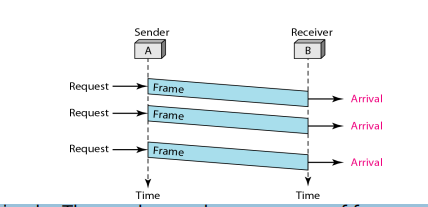 Sender
Receiver
A
B
Request
Frame
Arrival
Request
Frame
Arrival
Request
Frame
Arrival
Time
Time